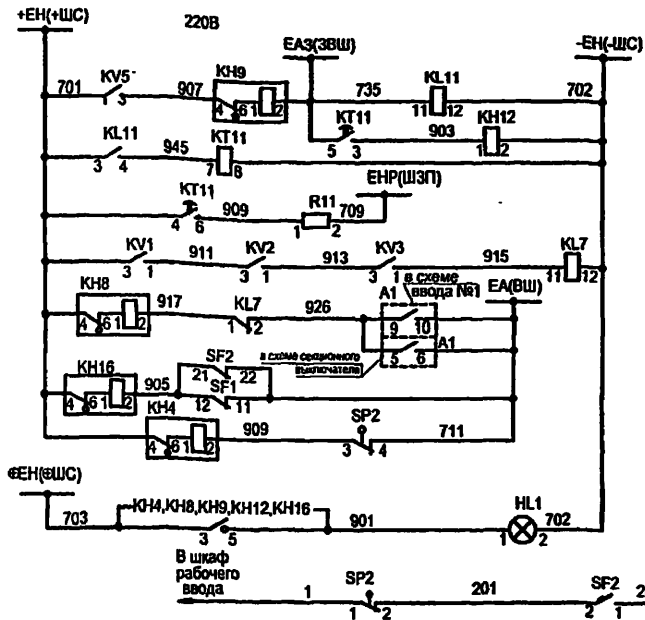 +ЕН(+ШС) 220В ЕАЗ(ЗВШ) -ЕН(-ШС)
701 KV5 3 907 KH9 4 6 1 2 735 KL11 11 12 702
KT11 5 3 903 KH12 1 2
KL11 3 4 945 KT11 7 8
ЕНР(ШЗП)
KT11 4 6 909 R11 1 2 709
KV1 3 1 911 KV2 3 1 913 KV3 1 915 KL7 11 12
KH8 4 6 1 2 917 KL7 1 2 926 A1 9 10
в схеме
ввода №1
ЕА(ВШ)
A1 5 6
в схеме секционного
выключателя
KH16 4 6 1 2 905 SF2 21 22
SF1 12 11
KH4 4 6 1 2 909 SP2 3 4 711
⊕ЕН(⊕ШС)
703 KH4,KH8,KH9,KH12,KH16 3 5 901 HL1 1 2 702
В шкаф
рабочего
ввода
1 SP2 1 2 201 SF2 2 1 2